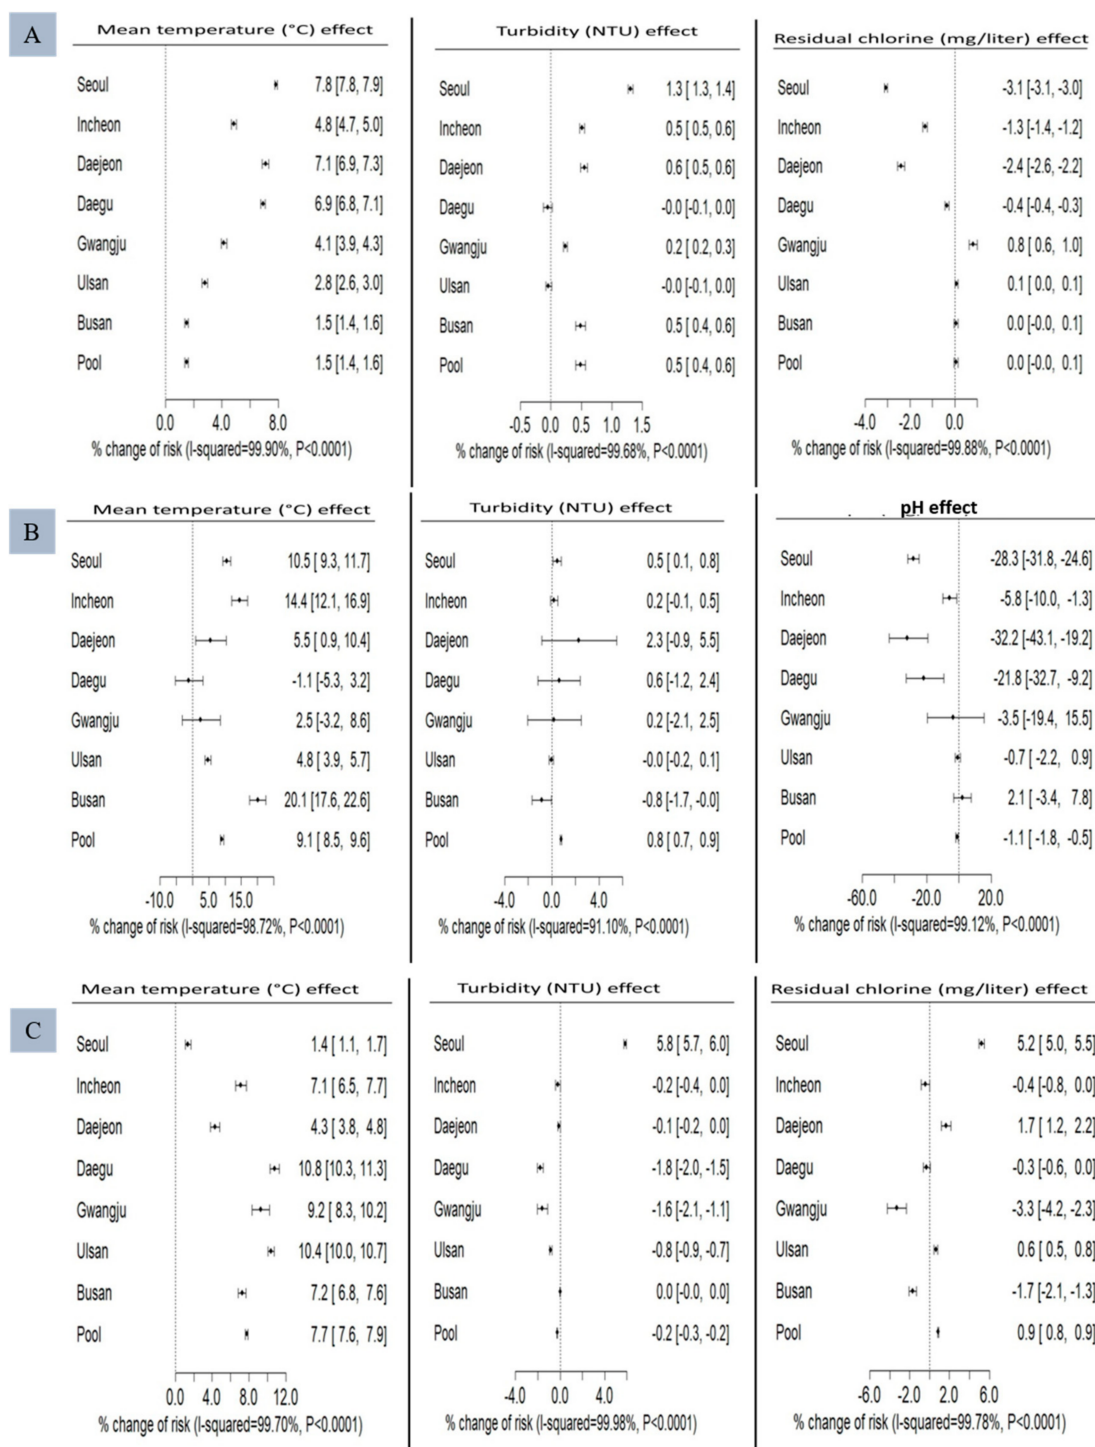 A
Mean temperature (°C) effect
Seoul 7.8 [7.8, 7.9]
Incheon 4.8 [4.7, 5.0]
Daejeon 7.1 [6.9, 7.3]
Daegu 6.9 [6.8, 7.1]
Gwangju 4.1 [3.9, 4.3]
Ulsan 2.8 [2.6, 3.0]
Busan 1.5 [1.4, 1.6]
Pool 1.5 [1.4, 1.6]
0.0 4.0 8.0
% change of risk (I-squared=99.90%, P<0.0001)
Turbidity (NTU) effect
Seoul 1.3 [ 1.3, 1.4]
Incheon 0.5 [ 0.5, 0.6]
Daejeon 0.6 [ 0.5, 0.6]
Daegu -0.0 [-0.1, 0.0]
Gwangju 0.2 [ 0.2, 0.3]
Ulsan -0.0 [-0.1, 0.0]
Busan 0.5 [ 0.4, 0.6]
Pool 0.5 [ 0.4, 0.6]
-0.5 0.0 0.5 1.0 1.5
% change of risk (I-squared=99.68%, P<0.0001)
Residual chlorine (mg/liter) effect
Seoul -3.1 [-3.1, -3.0]
Incheon -1.3 [-1.4, -1.2]
Daejeon -2.4 [-2.6, -2.2]
Daegu -0.4 [-0.4, -0.3]
Gwangju 0.8 [ 0.6, 1.0]
Ulsan 0.1 [ 0.0, 0.1]
Busan 0.0 [-0.0, 0.1]
Pool 0.0 [-0.0, 0.1]
-4.0 -2.0 0.0
% change of risk (I-squared=99.88%, P<0.0001)
B
Mean temperature (°C) effect
Seoul 10.5 [ 9.3, 11.7]
Incheon 14.4 [12.1, 16.9]
Daejeon 5.5 [ 0.9, 10.4]
Daegu -1.1 [-5.3, 3.2]
Gwangju 2.5 [-3.2, 8.6]
Ulsan 4.8 [ 3.9, 5.7]
Busan 20.1 [17.6, 22.6]
Pool 9.1 [ 8.5, 9.6]
-10.0 5.0 15.0
% change of risk (I-squared=98.72%, P<0.0001)
Turbidity (NTU) effect
Seoul 0.5 [ 0.1, 0.8]
Incheon 0.2 [-0.1, 0.5]
Daejeon 2.3 [-0.9, 5.5]
Daegu 0.6 [-1.2, 2.4]
Gwangju 0.2 [-2.1, 2.5]
Ulsan -0.0 [-0.2, 0.1]
Busan -0.8 [-1.7, -0.0]
Pool 0.8 [ 0.7, 0.9]
-4.0 0.0 4.0
% change of risk (I-squared=91.10%, P<0.0001)
pH effect
Seoul -28.3 [-31.8, -24.6]
Incheon -5.8 [-10.0, -1.3]
Daejeon -32.2 [-43.1, -19.2]
Daegu -21.8 [-32.7, -9.2]
Gwangju -3.5 [-19.4, 15.5]
Ulsan -0.7 [ -2.2, 0.9]
Busan 2.1 [ -3.4, 7.8]
Pool -1.1 [ -1.8, -0.5]
-60.0 -20.0 20.0
% change of risk (I-squared=99.12%, P<0.0001)
C
Mean temperature (°C) effect
Seoul 1.4 [ 1.1, 1.7]
Incheon 7.1 [ 6.5, 7.7]
Daejeon 4.3 [ 3.8, 4.8]
Daegu 10.8 [10.3, 11.3]
Gwangju 9.2 [ 8.3, 10.2]
Ulsan 10.4 [10.0, 10.7]
Busan 7.2 [ 6.8, 7.6]
Pool 7.7 [ 7.6, 7.9]
0.0 4.0 8.0 12.0
% change of risk (I-squared=99.70%, P<0.0001)
Turbidity (NTU) effect
Seoul 5.8 [ 5.7, 6.0]
Incheon -0.2 [-0.4, 0.0]
Daejeon -0.1 [-0.2, 0.0]
Daegu -1.8 [-2.0, -1.5]
Gwangju -1.6 [-2.1, -1.1]
Ulsan -0.8 [-0.9, -0.7]
Busan 0.0 [-0.0, 0.0]
Pool -0.2 [-0.3, -0.2]
-4.0 0.0 4.0
% change of risk (I-squared=99.98%, P<0.0001)
Residual chlorine (mg/liter) effect
Seoul 5.2 [ 5.0, 5.5]
Incheon -0.4 [-0.8, 0.0]
Daejeon 1.7 [ 1.2, 2.2]
Daegu -0.3 [-0.6, 0.0]
Gwangju -3.3 [-4.2, -2.3]
Ulsan 0.6 [ 0.5, 0.8]
Busan -1.7 [-2.1, -1.3]
Pool 0.9 [ 0.8, 0.9]
-6.0 -2.0 2.0 6.0
% change of risk (I-squared=99.78%, P<0.0001)